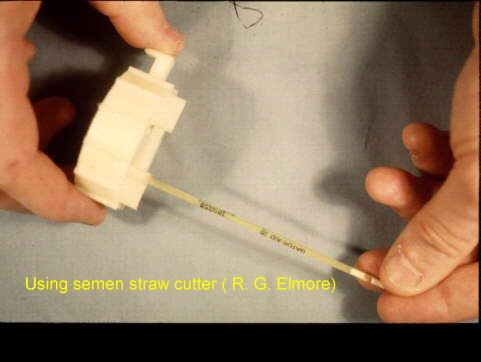 Using semen straw cutter ( R. G. Elmore)